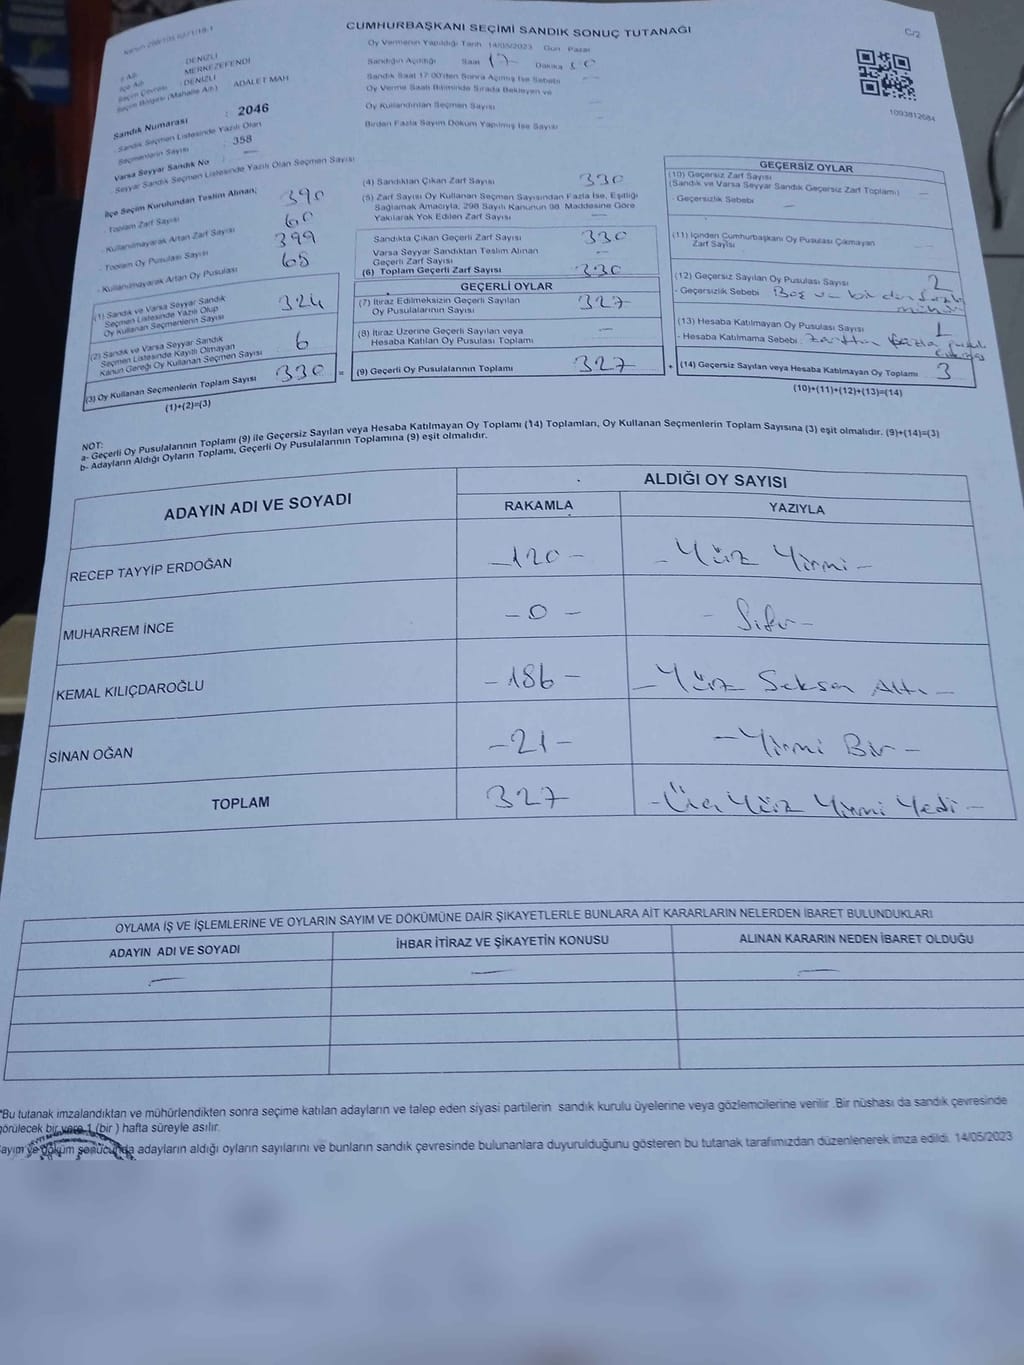 CUMHURBAŞKANI SEÇİMİ SANDIK SONUÇ TUTANAĞI
C/2
1093812684
İl Adı : DENİZLİ
İlçe Adı : MERKEZEFENDİ
Seçim Çevresi : DENİZLİ
Seçim Bölgesi (Mahalle Adı) : ADALET MAH
Sandık Numarası : 2046
Sandık Seçmen Listesinde Yazılı Olan
Seçmenlerin Sayısı : 358
Varsa Seyyar Sandık No : —
Seyyar Sandık Seçmen Listesinde Yazılı Olan Seçmen Sayısı
Oy Vermenin Yapıldığı Tarih 14/05/2023 Gün Pazar
Sandığın Açıldığı Saat 17 Dakika
Sandık Saat 17.00'den Sonra Açılmış İse Sebebi —
Oy Verme Saati Bitiminde Sırada Bekleyen ve
Oy Kullandırılan Seçmen Sayısı —
Birden Fazla Sayım Döküm Yapılmış İse Sayısı —
İlçe Seçim Kurulundan Teslim Alınan;
- Toplam Zarf Sayısı 390
- Kullanılmayarak Artan Zarf Sayısı 60
- Toplam Oy Pusulası Sayısı 399
- Kullanılmayarak Artan Oy Pusulası 68
(1) Sandık ve Varsa Seyyar Sandık
Seçmen Listesinde Yazılı Olup
Oy Kullanan Seçmenlerin Sayısı 324
(2) Sandık ve Varsa Seyyar Sandık
Seçmen Listesinde Kayıtlı Olmayan
Kanun Gereği Oy Kullanan Seçmen Sayısı 6
(3) Oy Kullanan Seçmenlerin Toplam Sayısı 330 =
(1)+(2)=(3)
(4) Sandıktan Çıkan Zarf Sayısı 330
(5) Zarf Sayısı Oy Kullanan Seçmen Sayısından Fazla İse, Eşitliği
Sağlamak Amacıyla, 298 Sayılı Kanunun 98. Maddesine Göre
Yakılarak Yok Edilen Zarf Sayısı —
Sandıkta Çıkan Geçerli Zarf Sayısı 330
Varsa Seyyar Sandıktan Teslim Alınan
Geçerli Zarf Sayısı —
(6) Toplam Geçerli Zarf Sayısı 330
GEÇERLİ OYLAR
(7) İtiraz Edilmeksizin Geçerli Sayılan
Oy Pusulalarının Sayısı 327
(8) İtiraz Üzerine Geçerli Sayılan veya
Hesaba Katılan Oy Pusulası Toplamı —
(9) Geçerli Oy Pusulalarının Toplamı 327 +
GEÇERSİZ OYLAR
(10) Geçersiz Zarf Sayısı
(Sandık ve Varsa Seyyar Sandık Geçersiz Zarf Toplamı) —
- Geçersizlik Sebebi —
(11) İçinden Cumhurbaşkanı Oy Pusulası Çıkmayan
Zarf Sayısı —
(12) Geçersiz Sayılan Oy Pusulası Sayısı 2
- Geçersizlik Sebebi Boş ve birden fazla
mühür
(13) Hesaba Katılmayan Oy Pusulası Sayısı 1
- Hesaba Katılmama Sebebi zarftan fazla pusula
çıkması
(14) Geçersiz Sayılan veya Hesaba Katılmayan Oy Toplamı 3
(10)+(11)+(12)+(13)=(14)
NOT:
a- Geçerli Oy Pusulalarının Toplamı (9) ile Geçersiz Sayılan veya Hesaba Katılmayan Oy Toplamı (14) Toplamları, Oy Kullanan Seçmenlerin Toplam Sayısına (3) eşit olmalıdır. (9)+(14)=(3)
b- Adayların Aldığı Oyların Toplamı, Geçerli Oy Pusulalarının Toplamına (9) eşit olmalıdır.
ADAYIN ADI VE SOYADI
ALDIĞI OY SAYISI
RAKAMLA YAZIYLA
RECEP TAYYİP ERDOĞAN - 120 - - Yüz Yirmi -
MUHARREM İNCE - 0 - - Sıfır -
KEMAL KILIÇDAROĞLU - 186 - - Yüz Seksen Altı -
SİNAN OĞAN - 21 - - Yirmi Bir -
TOPLAM 327 - Üç Yüz Yirmi Yedi -
OYLAMA İŞ VE İŞLEMLERİNE VE OYLARIN SAYIM VE DÖKÜMÜNE DAİR ŞİKAYETLERLE BUNLARA AİT KARARLARIN NELERDEN İBARET BULUNDUKLARI
ADAYIN ADI VE SOYADI İHBAR İTİRAZ VE ŞİKAYETİN KONUSU ALINAN KARARIN NEDEN İBARET OLDUĞU
— — —
*Bu tutanak imzalandıktan ve mühürlendikten sonra seçime katılan adayların ve talep eden siyasi partilerin sandık kurulu üyelerine veya gözlemcilerine verilir. Bir nüshası da sandık çevresinde
görülecek bir yere 1 (bir ) hafta süreyle asılır.
Sayım ve döküm sonucunda adayların aldığı oyların sayılarını ve bunların sandık çevresinde bulunanlara duyurulduğunu gösteren bu tutanak tarafımızdan düzenlenerek imza edildi. 14/05/2023